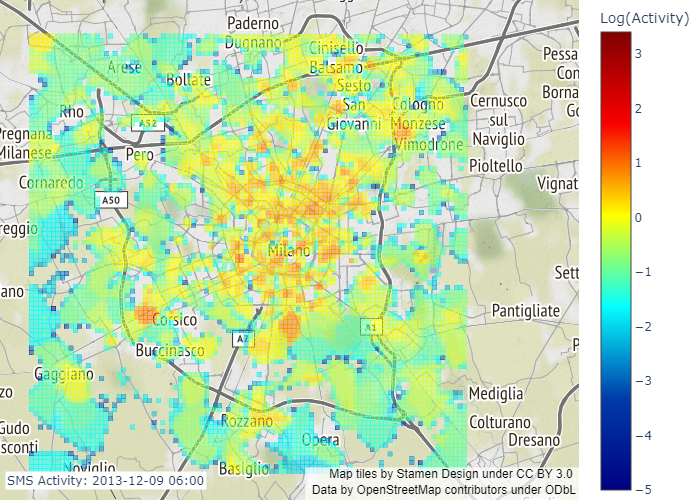 Paderno
Dugnano
Cinisello
Balsamo
Sesto
San
Giovanni
Arese
Bollate
Rho
A52
Pero
Pregnana
Milanese
Cornaredo
A50
reggio
Cologno
Monzese
Vimodrone
Cernusco
sul
Naviglio
Pioltello
Pessa
Con
Borna
Go
Vignat
Milano
ano
Corsico
Buccinasco
A7
A1
Sett
Pantigliate
P
Gaggiano
zo
Gudo
sconti
Noviglio
Rozzano
Opera
Basiglio
Mediglia
Colturano
Dresano
SMS Activity: 2013-12-09 06:00
Map tiles by Stamen Design under CC BY 3.0
Data by OpenStreetMap contributors under ODbL
Log(Activity)
3
2
1
0
−1
−2
−3
−4
−5